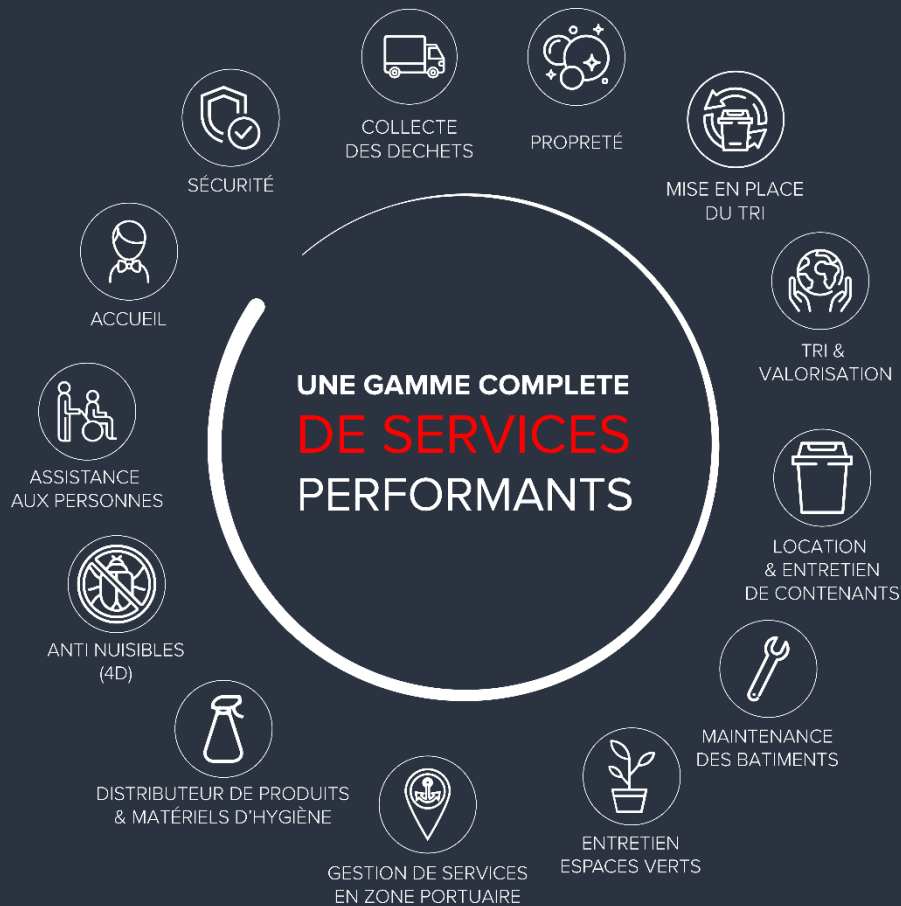 COLLECTE
DES DECHETS
PROPRETÉ
MISE EN PLACE
DU TRI
TRI &
VALORISATION
LOCATION
& ENTRETIEN
DE CONTENANTS
MAINTENANCE
DES BATIMENTS
ENTRETIEN
ESPACES VERTS
GESTION DE SERVICES
EN ZONE PORTUAIRE
DISTRIBUTEUR DE PRODUITS
& MATÉRIELS D'HYGIÈNE
ANTI NUISIBLES
(4D)
ASSISTANCE
AUX PERSONNES
ACCUEIL
SÉCURITÉ
UNE GAMME COMPLETE
DE SERVICES
PERFORMANTS